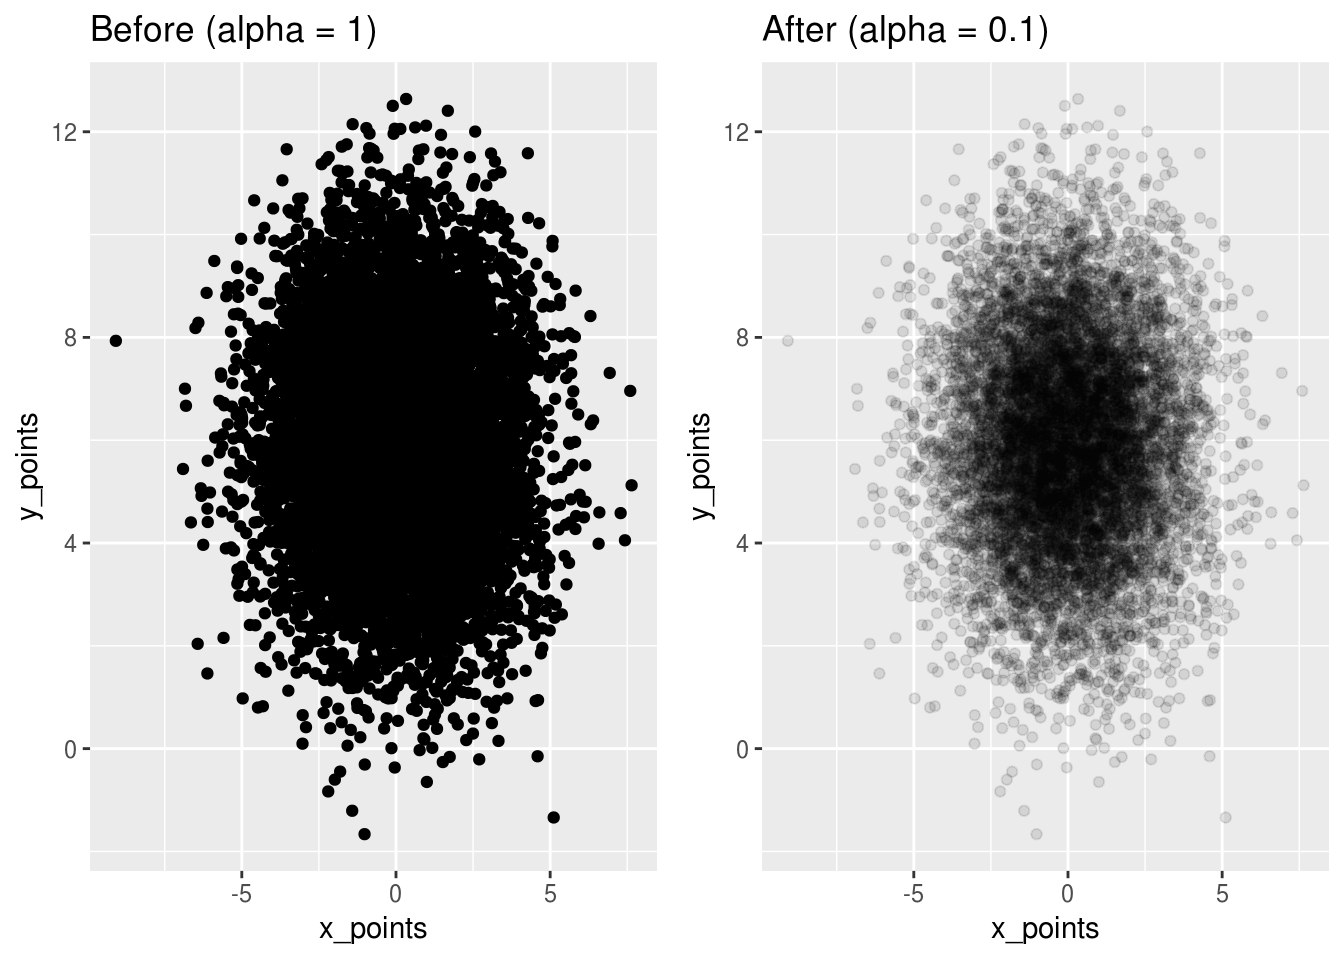 Before (alpha = 1)
12
8
4
0
y_points
-5 0 5
x_points
After (alpha = 0.1)
12
8
4
0
y_points
-5 0 5
x_points